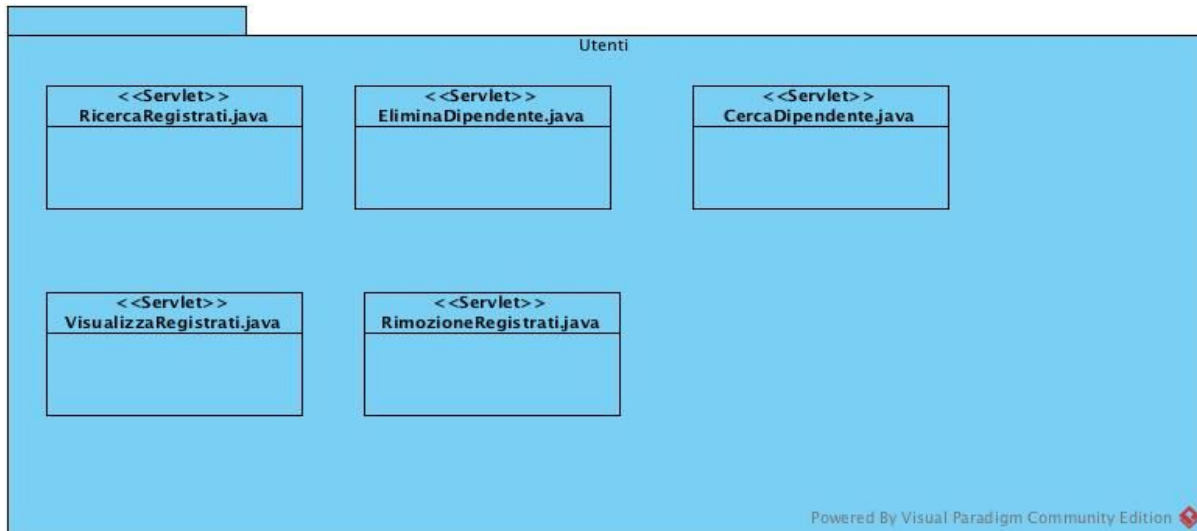 Utenti
<<Servlet>>
RicercaRegistrati.java
<<Servlet>>
EliminaDipendente.java
<<Servlet>>
CercaDipendente.java
<<Servlet>>
VisualizzaRegistrati.java
<<Servlet>>
RimozioneRegistrati.java
Powered By Visual Paradigm Community Edition